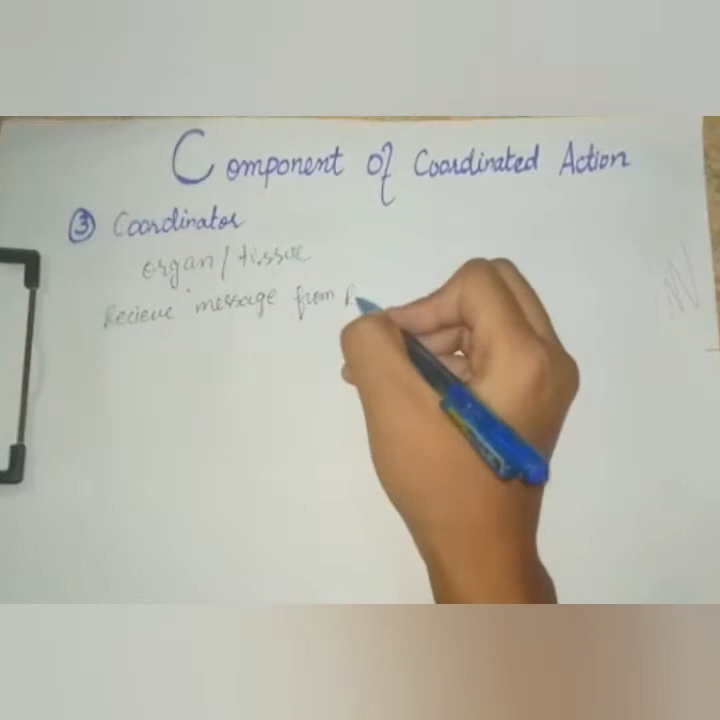 Component of Coordinated Action
③ Coordinator
organ/tissue
Recieve message from